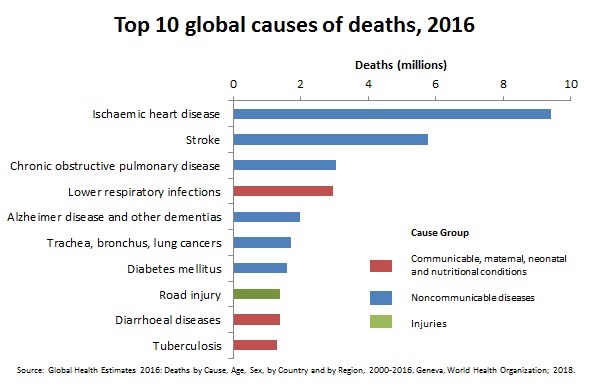 Top 10 global causes of deaths, 2016
Deaths (millions)
0 2 4 6 8 10
Ischaemic heart disease
Stroke
Chronic obstructive pulmonary disease
Lower respiratory infections
Alzheimer disease and other dementias
Trachea, bronchus, lung cancers
Diabetes mellitus
Road injury
Diarrhoeal diseases
Tuberculosis
Cause Group
Communicable, maternal, neonatal
and nutritional conditions
Noncommunicable diseases
Injuries
Source: Global Health Estimates 2016: Deaths by Cause, Age, Sex, by Country and by Region, 2000-2016. Geneva, World Health Organization; 2018.